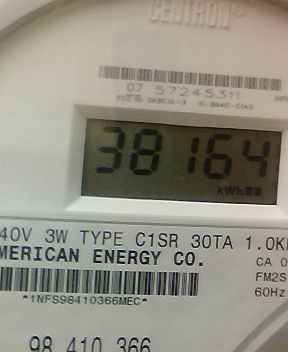 CENTRON®
07 57245311
38164
kWh
40V 3W TYPE C1SR 30TA 1.0K
MERICAN ENERGY CO.
CA 0
FM2S
60Hz
*1NFS98410366MEC*
98 410 366